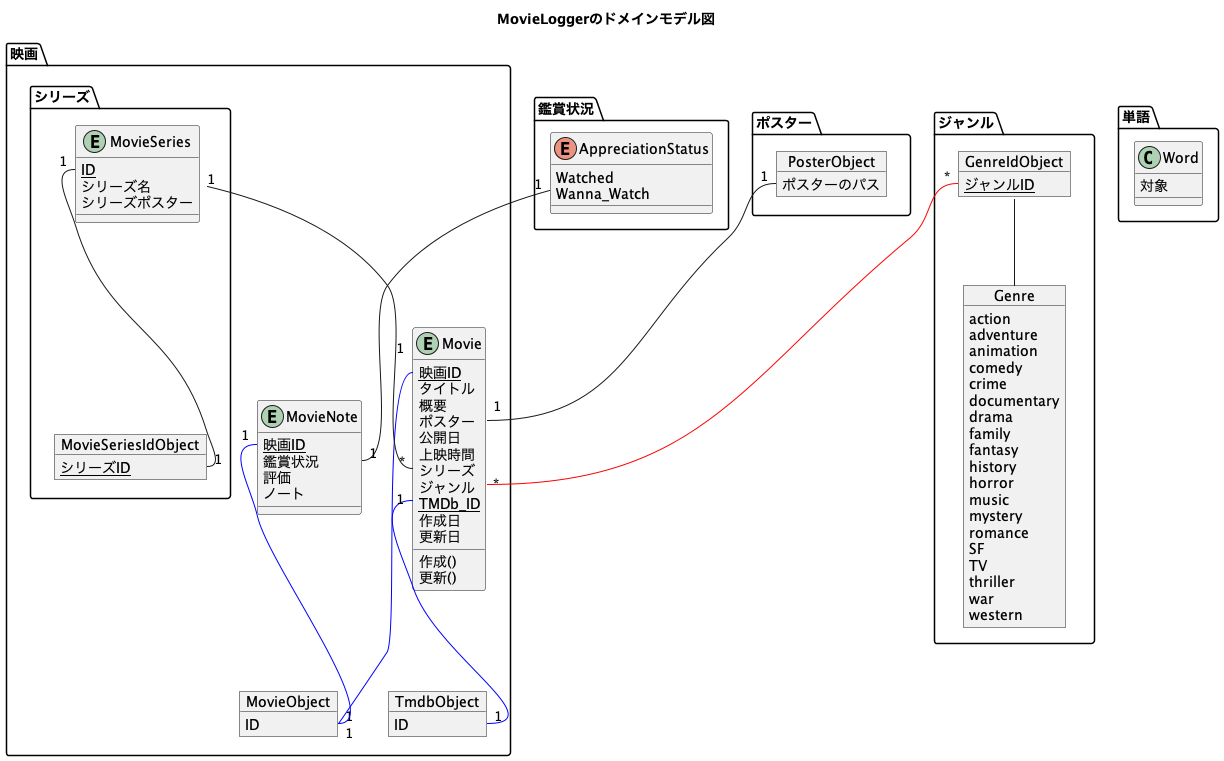 MovieLoggerのドメインモデル図
映画
シリーズ
E MovieSeries
ID
シリーズ名
シリーズポスター
1
1
MovieSeriesIdObject
シリーズID
1
E MovieNote
映画ID
鑑賞状況
評価
ノート
1
1
E Movie
映画ID
タイトル
概要
ポスター
公開日
上映時間
シリーズ
ジャンル
TMDb_ID
作成日
更新日
作成()
更新()
1
1
*
*
1
MovieObject
ID
1
1
TmdbObject
ID
1
鑑賞状況
E AppreciationStatus
Watched
Wanna_Watch
1
ポスター
PosterObject
ポスターのパス
1
ジャンル
GenreIdObject
ジャンルID
*
Genre
action
adventure
animation
comedy
crime
documentary
drama
family
fantasy
history
horror
music
mystery
romance
SF
TV
thriller
war
western
単語
C Word
対象